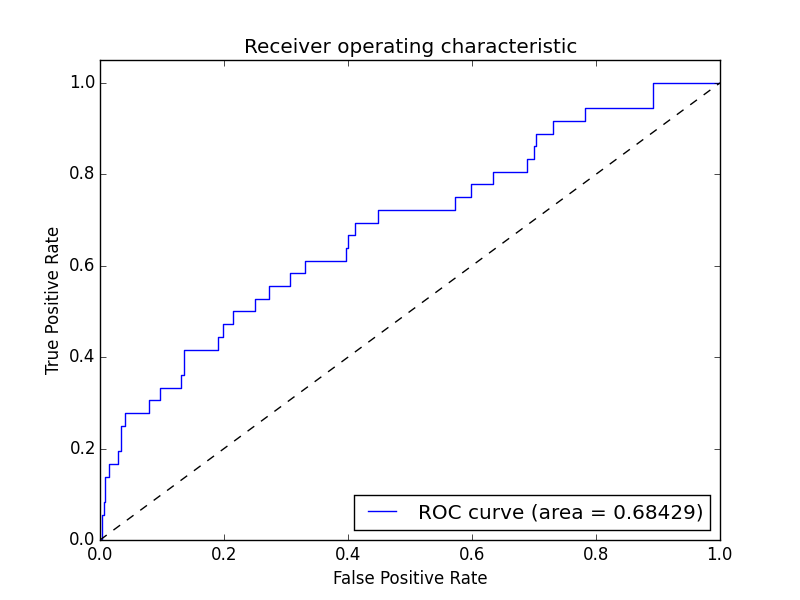 Receiver operating characteristic
True Positive Rate
1.0
0.8
0.6
0.4
0.2
0.0
ROC curve (area = 0.68429)
0.0 0.2 0.4 0.6 0.8 1.0
False Positive Rate